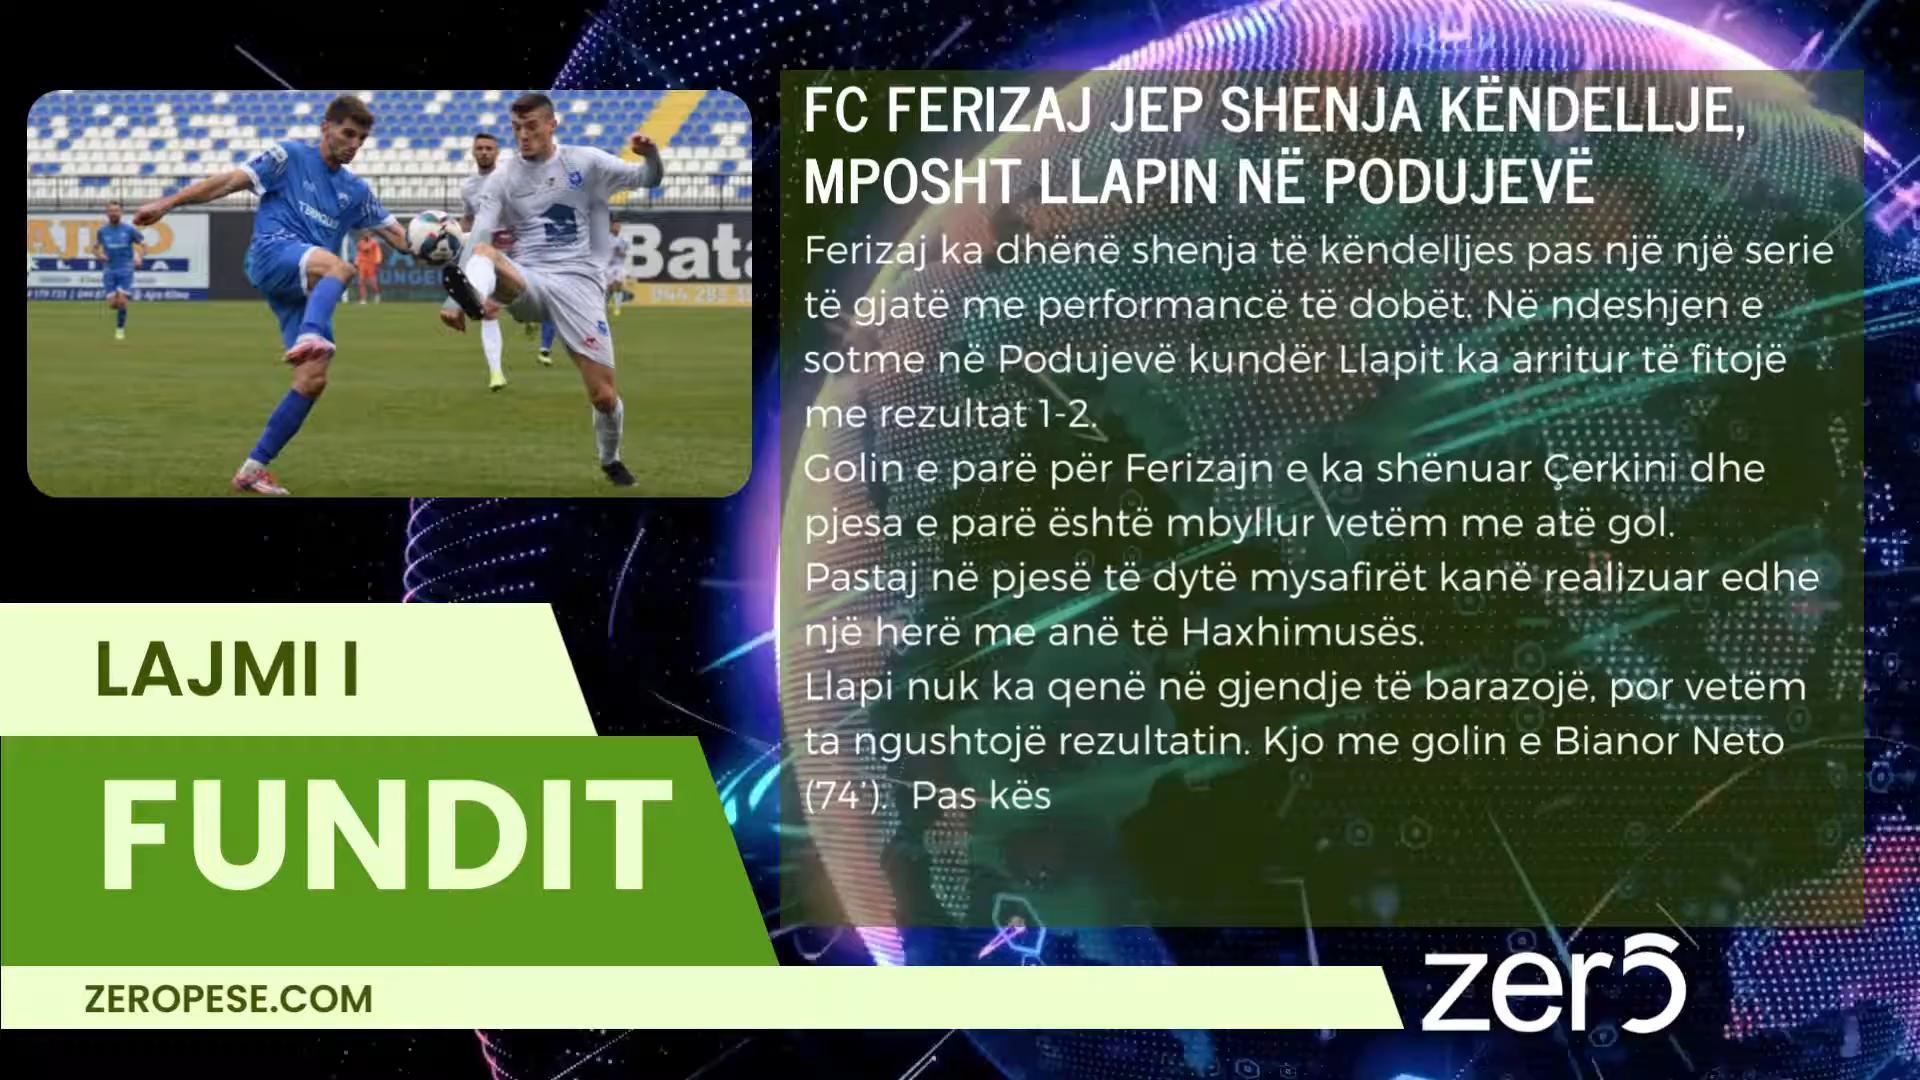 FC FERIZAJ JEP SHENJA KËNDELLJE,
MPOSHT LLAPIN NË PODUJEVË
Ferizaj ka dhënë shenja të këndelljes pas një një serie
të gjatë me performancë të dobët. Në ndeshjen e
sotme në Podujevë kundër Llapit ka arritur të fitojë
me rezultat 1-2.
Golin e parë për Ferizajn e ka shënuar Çerkini dhe
pjesa e parë është mbyllur vetëm me atë gol.
Pastaj në pjesë të dytë mysafirët kanë realizuar edhe
një herë me anë të Haxhimusës.
Llapi nuk ka qenë në gjendje të barazojë, por vetëm
ta ngushtojë rezultatin. Kjo me golin e Bianor Neto
(74’).  Pas kës
Bata
LAJMI I
FUNDIT
ZEROPESE.COM
zer5